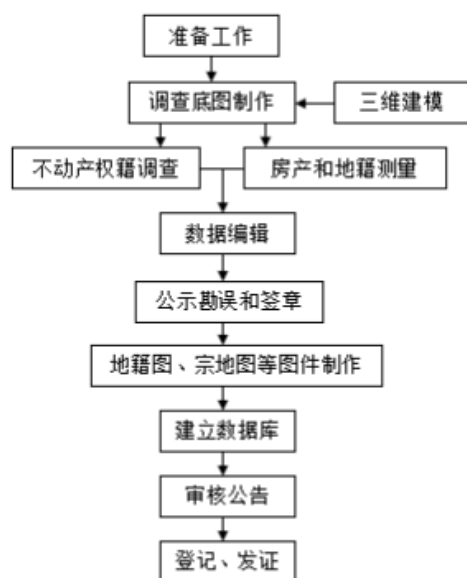 准备工作
调查底图制作
三维建模
不动产权籍调查
房产和地籍测量
数据编辑
公示勘误和签章
地籍图、宗地图等图件制作
建立数据库
审核公告
登记、发证